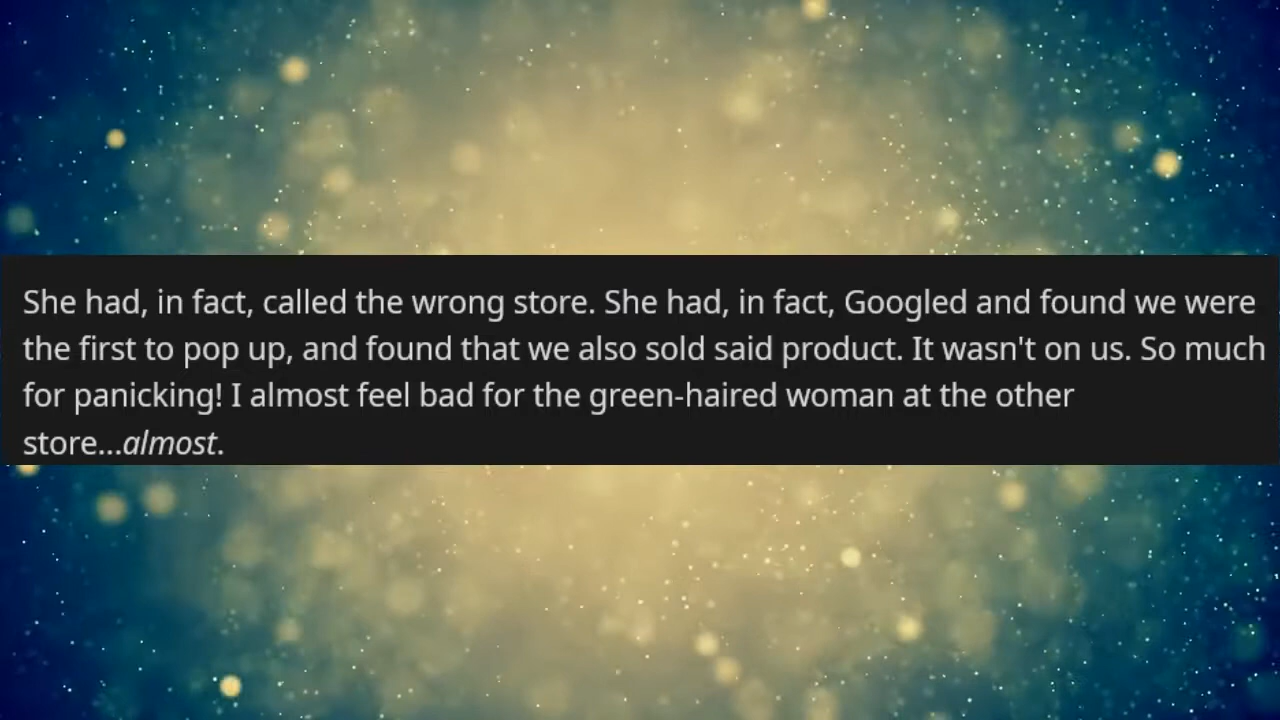 She had, in fact, called the wrong store. She had, in fact, Googled and found we were
the first to pop up, and found that we also sold said product. It wasn't on us. So much
for panicking! I almost feel bad for the green-haired woman at the other
store...almost.